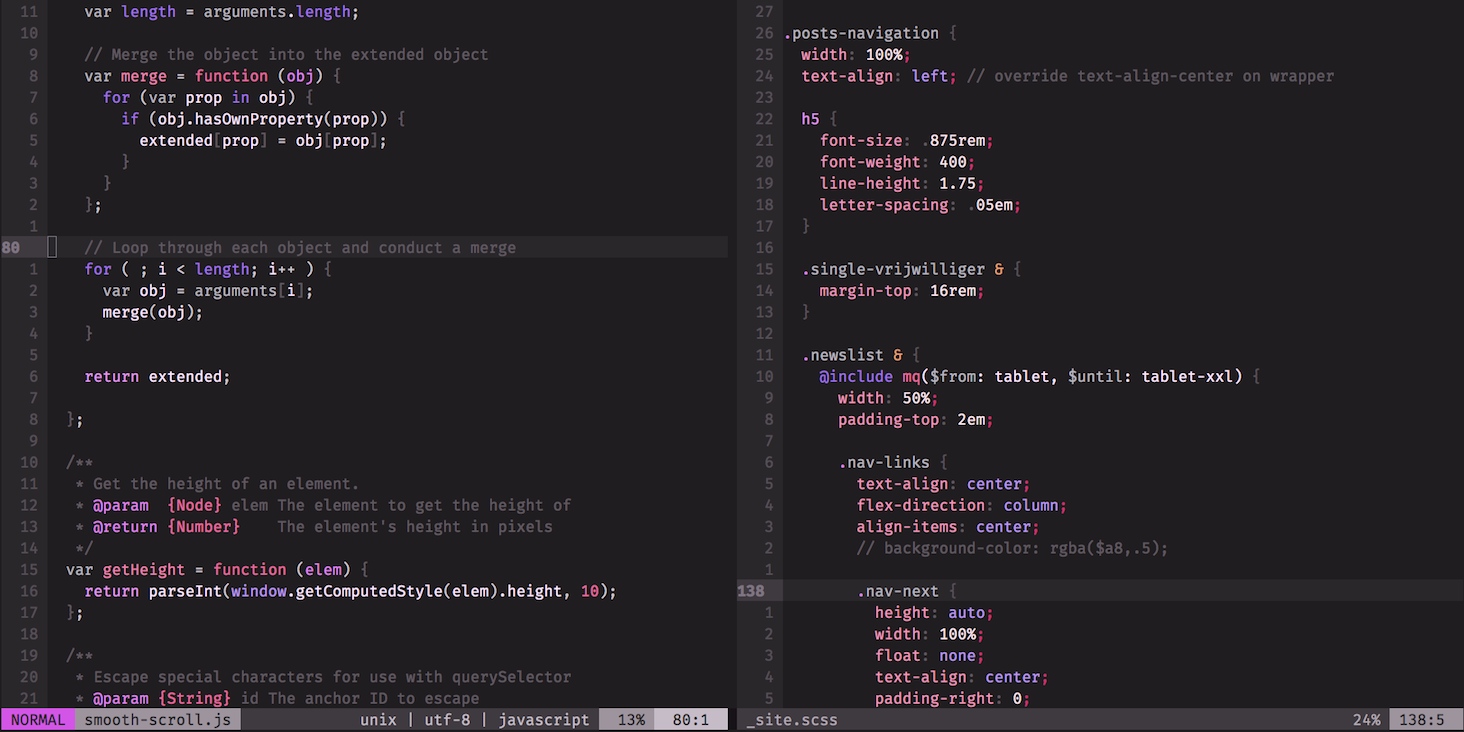 11 var length = arguments.length;
10
9 // Merge the object into the extended object
8 var merge = function (obj) {
7 for (var prop in obj) {
6 if (obj.hasOwnProperty(prop)) {
5 extended[prop] = obj[prop];
4 }
3 }
2 };
1
80 // Loop through each object and conduct a merge
1 for ( ; i < length; i++ ) {
2 var obj = arguments[i];
3 merge(obj);
4 }
5
6 return extended;
7
8 };
9
10 /**
11 * Get the height of an element.
12 * @param  {Node} elem The element to get the height of
13 * @return {Number}    The element's height in pixels
14 */
15 var getHeight = function (elem) {
16 return parseInt(window.getComputedStyle(elem).height, 10);
17 };
18
19 /**
20 * Escape special characters for use with querySelector
21 * @param {String} id The anchor ID to escape
NORMAL smooth-scroll.js unix | utf-8 | javascript 13% 80:1
27
26 .posts-navigation {
25 width: 100%;
24 text-align: left; // override text-align-center on wrapper
23
22 h5 {
21 font-size: .875rem;
20 font-weight: 400;
19 line-height: 1.75;
18 letter-spacing: .05em;
17 }
16
15 .single-vrijwilliger & {
14 margin-top: 16rem;
13 }
12
11 .newslist & {
10 @include mq($from: tablet, $until: tablet-xxl) {
9 width: 50%;
8 padding-top: 2em;
7
6 .nav-links {
5 text-align: center;
4 flex-direction: column;
3 align-items: center;
2 // background-color: rgba($a8,.5);
1
138 .nav-next {
1 height: auto;
2 width: 100%;
3 float: none;
4 text-align: center;
5 padding-right: 0;
_site.scss 24% 138:5